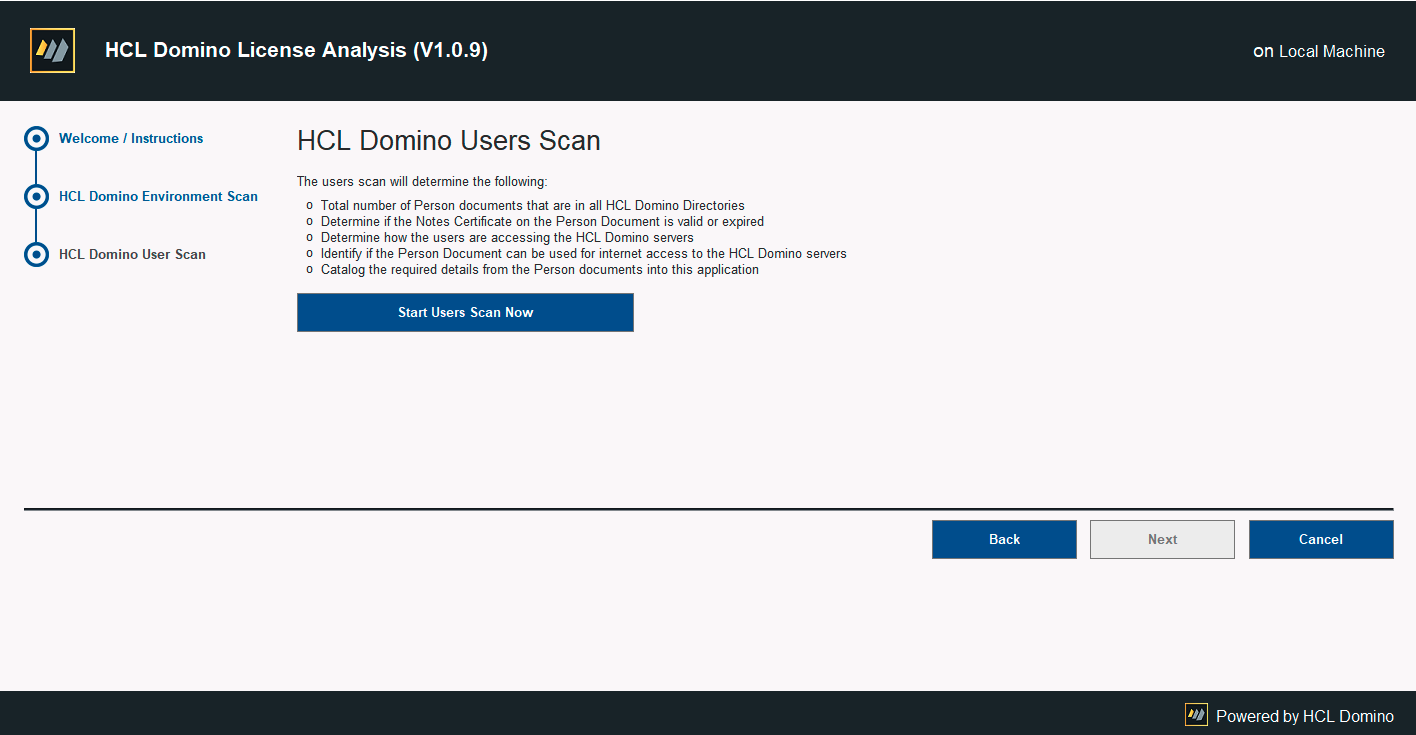 HCL Domino License Analysis (V1.0.9)
on Local Machine
Welcome / Instructions
HCL Domino Environment Scan
HCL Domino User Scan
HCL Domino Users Scan
The users scan will determine the following:
o Total number of Person documents that are in all HCL Domino Directories
o Determine if the Notes Certificate on the Person Document is valid or expired
o Determine how the users are accessing the HCL Domino servers
o Identify if the Person Document can be used for internet access to the HCL Domino servers
o Catalog the required details from the Person documents into this application
Start Users Scan Now
Back
Next
Cancel
Powered by HCL Domino